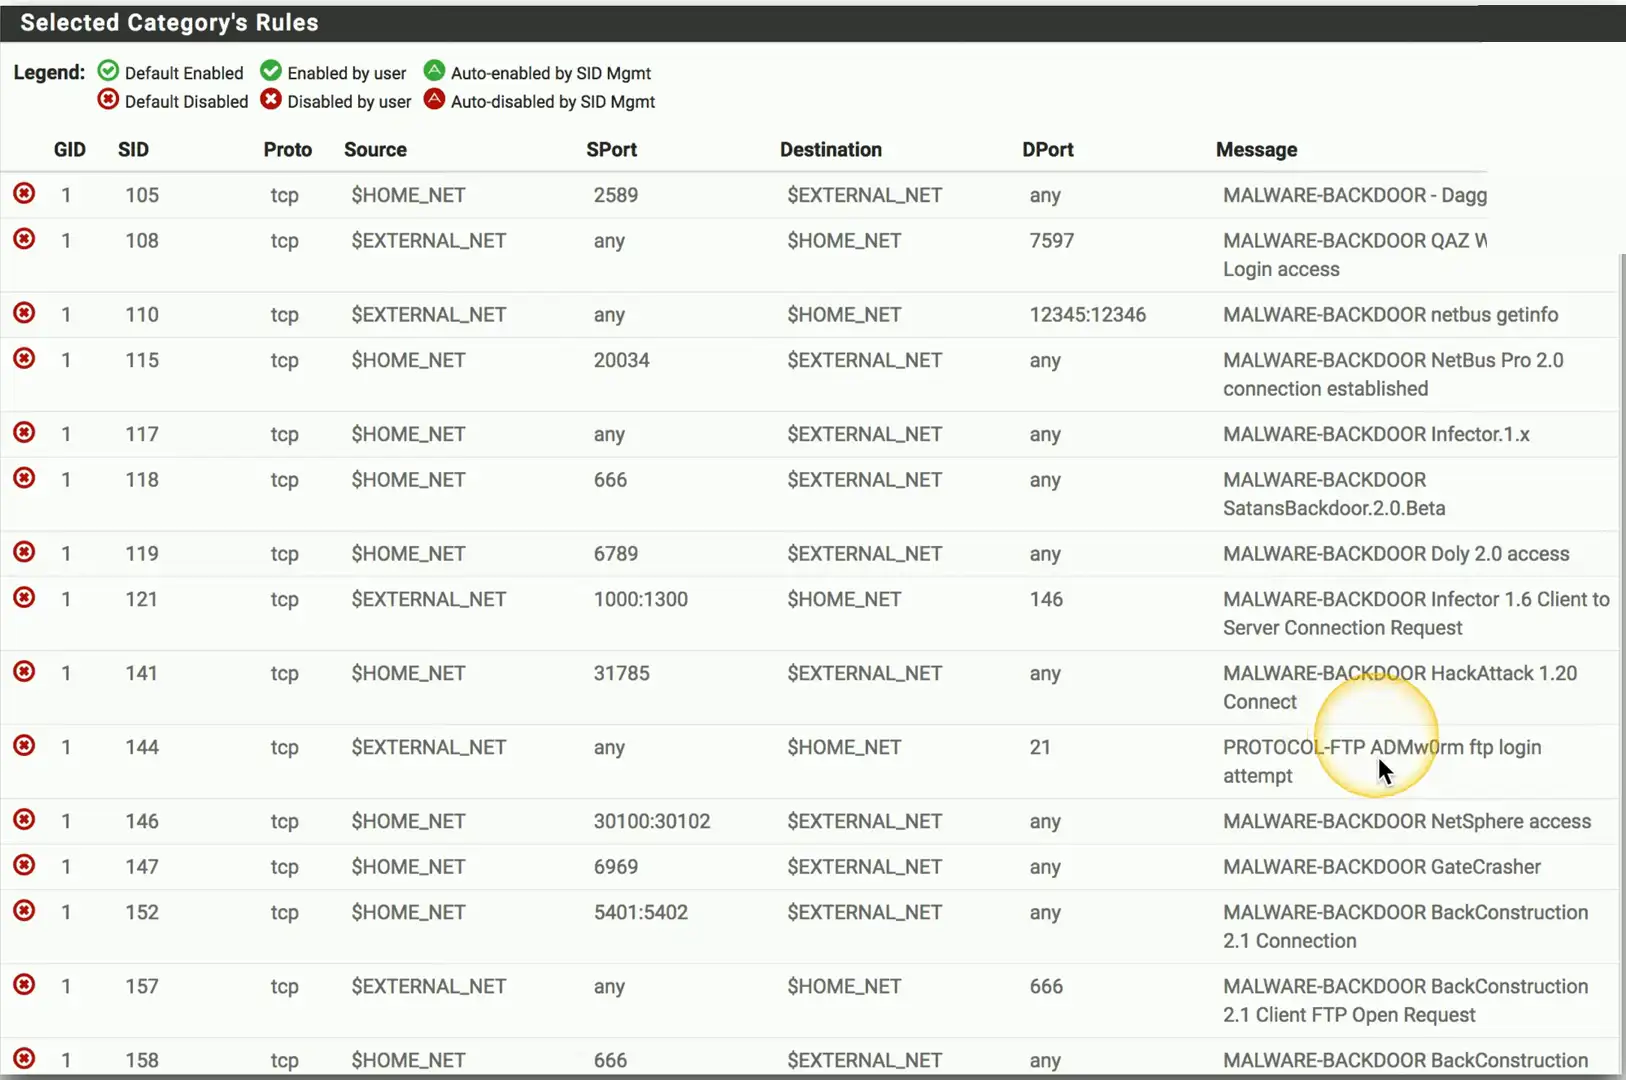 Selected Category's Rules
Legend: Default Enabled Enabled by user Auto-enabled by SID Mgmt
Default Disabled Disabled by user Auto-disabled by SID Mgmt
GID SID Proto Source SPort Destination DPort Message
1 105 tcp $HOME_NET 2589 $EXTERNAL_NET any MALWARE-BACKDOOR - Dagg
1 108 tcp $EXTERNAL_NET any $HOME_NET 7597 MALWARE-BACKDOOR QAZ
Login access
1 110 tcp $EXTERNAL_NET any $HOME_NET 12345:12346 MALWARE-BACKDOOR netbus getinfo
1 115 tcp $HOME_NET 20034 $EXTERNAL_NET any MALWARE-BACKDOOR NetBus Pro 2.0
connection established
1 117 tcp $HOME_NET any $EXTERNAL_NET any MALWARE-BACKDOOR Infector.1.x
1 118 tcp $HOME_NET 666 $EXTERNAL_NET any MALWARE-BACKDOOR
SatansBackdoor.2.0.Beta
1 119 tcp $HOME_NET 6789 $EXTERNAL_NET any MALWARE-BACKDOOR Doly 2.0 access
1 121 tcp $EXTERNAL_NET 1000:1300 $HOME_NET 146 MALWARE-BACKDOOR Infector 1.6 Client to
Server Connection Request
1 141 tcp $HOME_NET 31785 $EXTERNAL_NET any MALWARE-BACKDOOR HackAttack 1.20
Connect
1 144 tcp $EXTERNAL_NET any $HOME_NET 21 PROTOCOL-FTP ADMw0rm ftp login
attempt
1 146 tcp $HOME_NET 30100:30102 $EXTERNAL_NET any MALWARE-BACKDOOR NetSphere access
1 147 tcp $HOME_NET 6969 $EXTERNAL_NET any MALWARE-BACKDOOR GateCrasher
1 152 tcp $HOME_NET 5401:5402 $EXTERNAL_NET any MALWARE-BACKDOOR BackConstruction
2.1 Connection
1 157 tcp $EXTERNAL_NET any $HOME_NET 666 MALWARE-BACKDOOR BackConstruction
2.1 Client FTP Open Request
1 158 tcp $HOME_NET 666 $EXTERNAL_NET any MALWARE-BACKDOOR BackConstruction